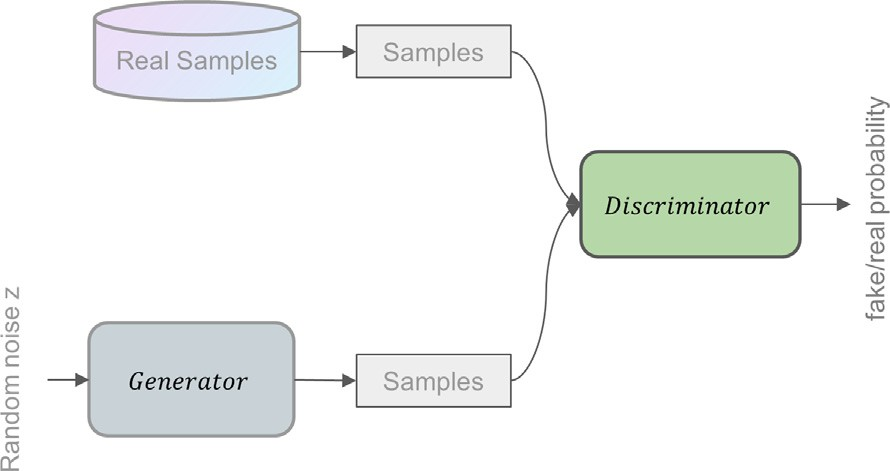 Real Samples
Samples
Discriminator
fake/real probability
Random noise z
Generator
Samples